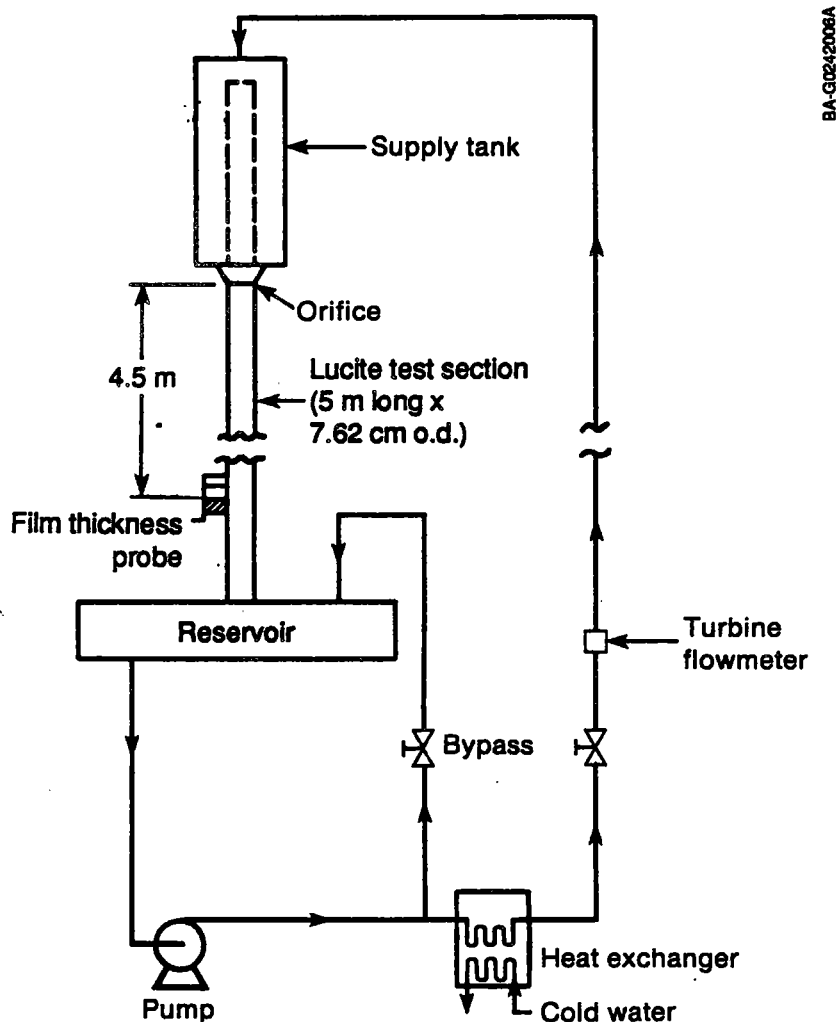 BA-G0242006A
Supply tank
Orifice
4.5 m
Lucite test section
(5 m long x
7.62 cm o.d.)
Film thickness
probe
Reservoir
Turbine
flowmeter
Bypass
Heat exchanger
Cold water
Pump